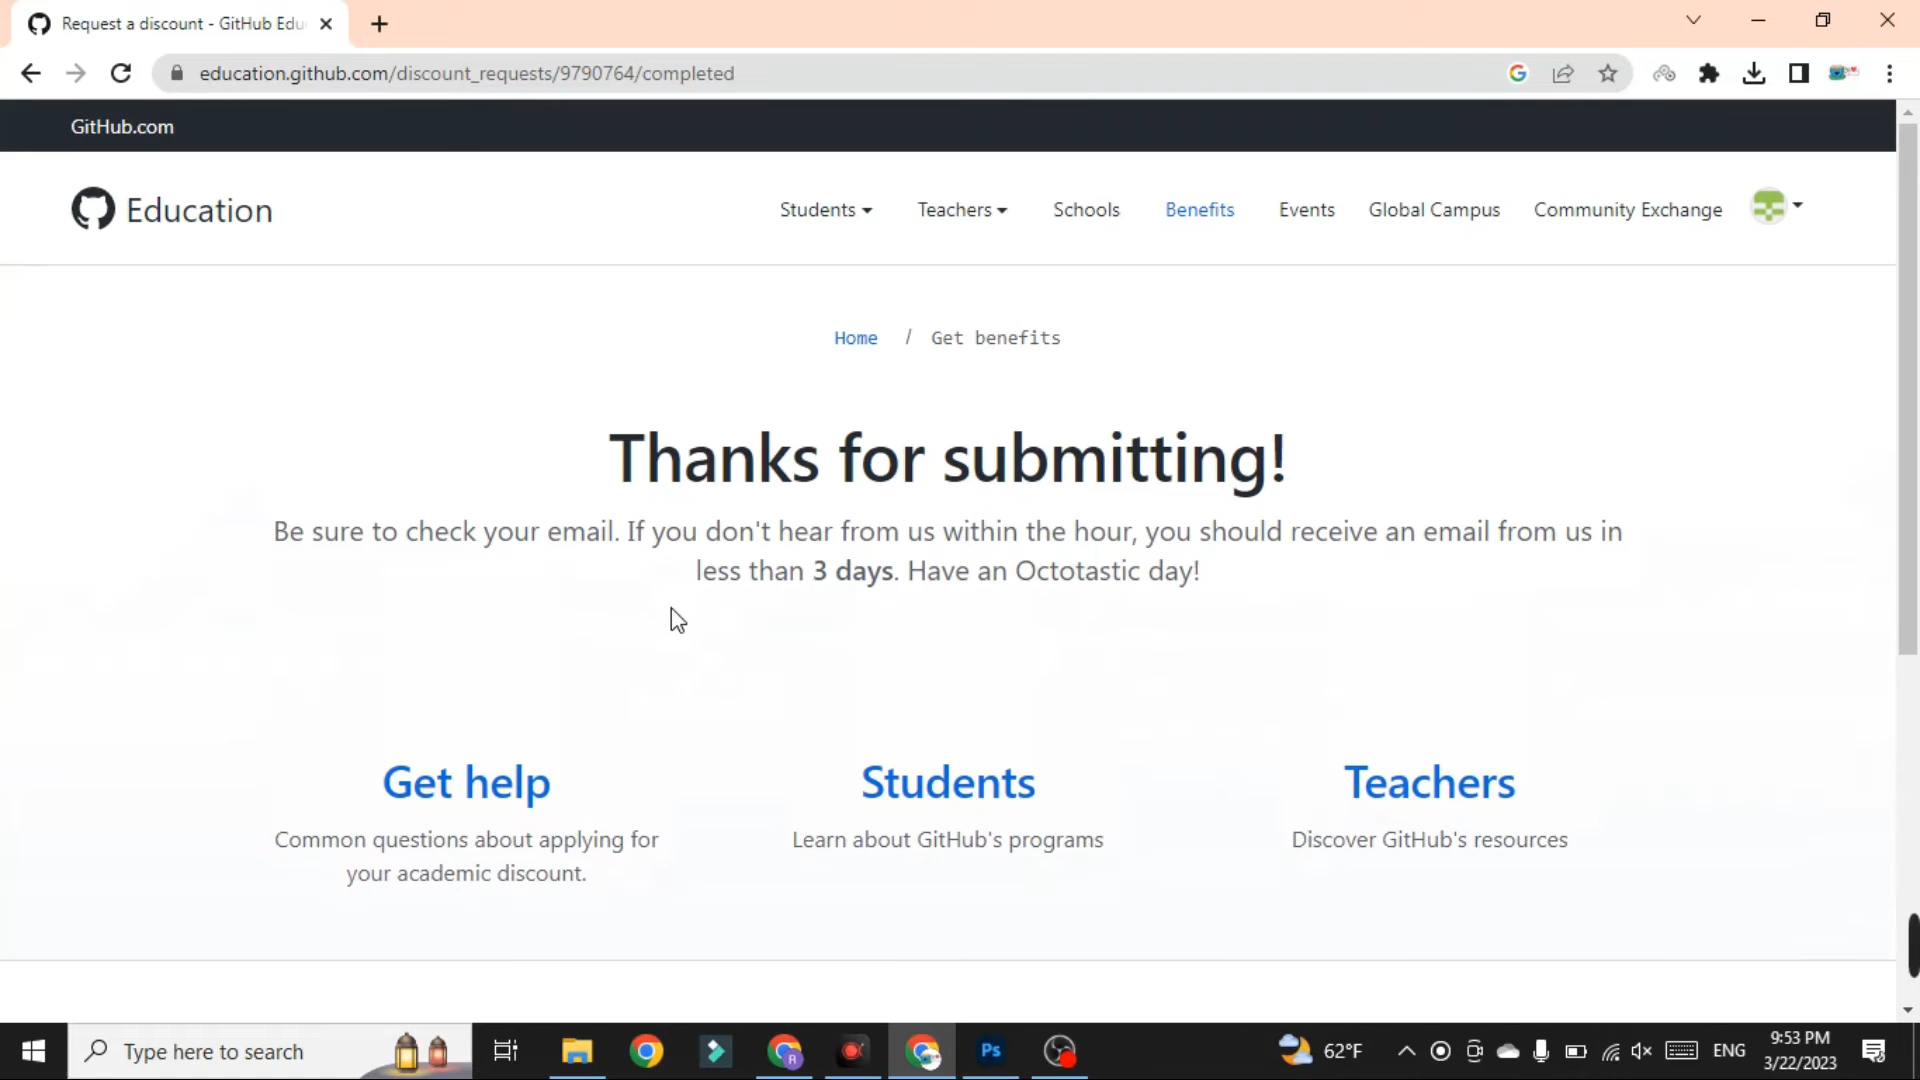 Request a discount - GitHub Edu
education.github.com/discount_requests/9790764/completed
GitHub.com
Education
Students
Teachers
Schools
Benefits
Events
Global Campus
Community Exchange
Home / Get benefits
Thanks for submitting!
Be sure to check your email. If you don't hear from us within the hour, you should receive an email from us in
less than 3 days. Have an Octotastic day!
Get help
Common questions about applying for
your academic discount.
Students
Learn about GitHub's programs
Teachers
Discover GitHub's resources
Type here to search
R
Ps
62°F
ENG
9:53 PM
3/22/2023